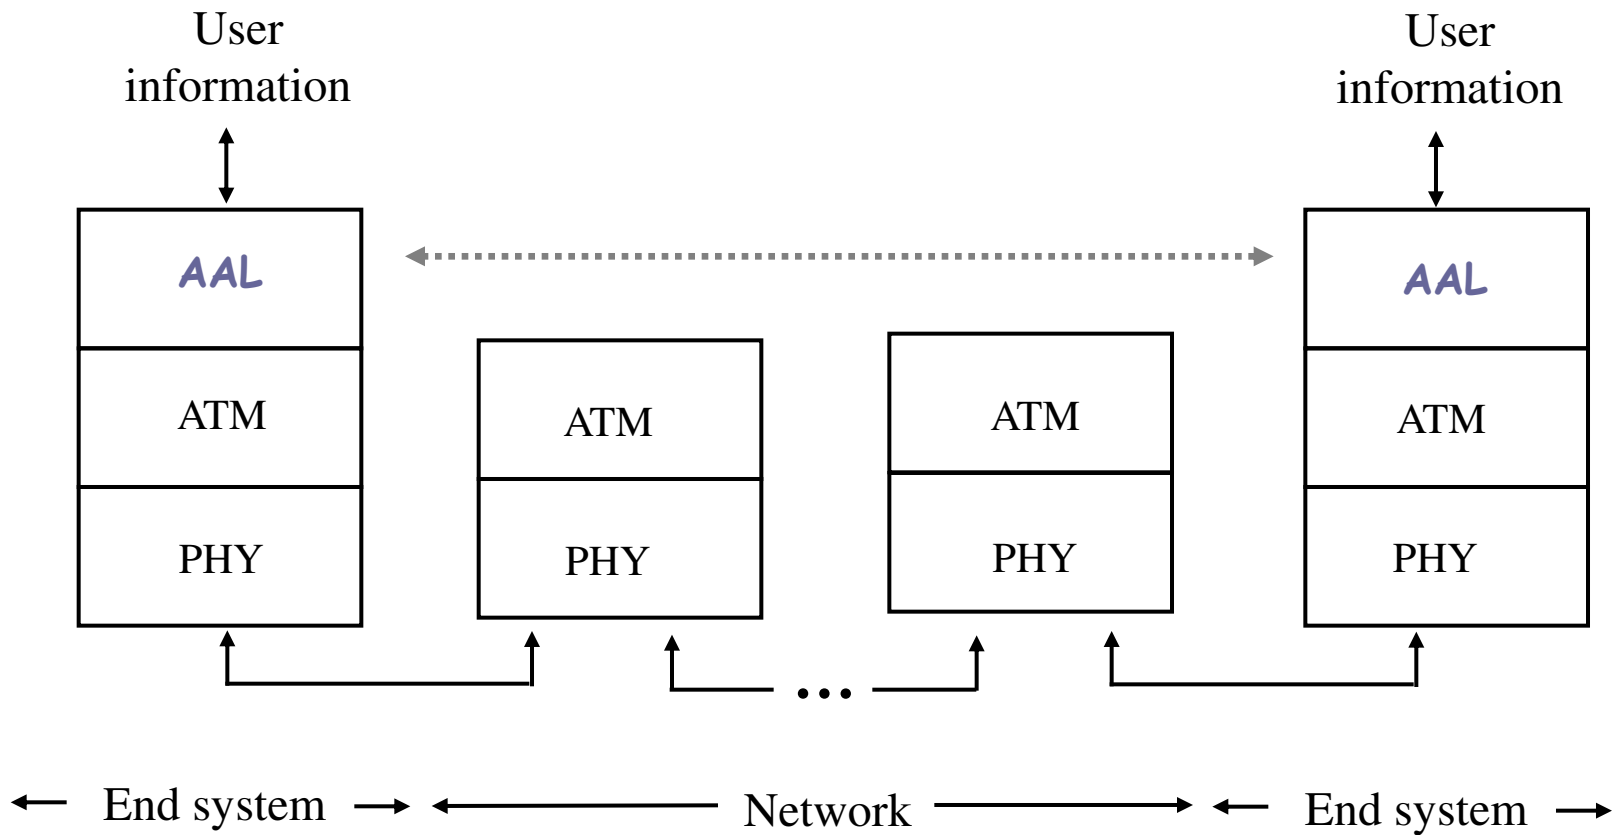 User
information
User
information
AAL
AAL
ATM
ATM
ATM
ATM
PHY
PHY
PHY
PHY
...
End system
Network
End system